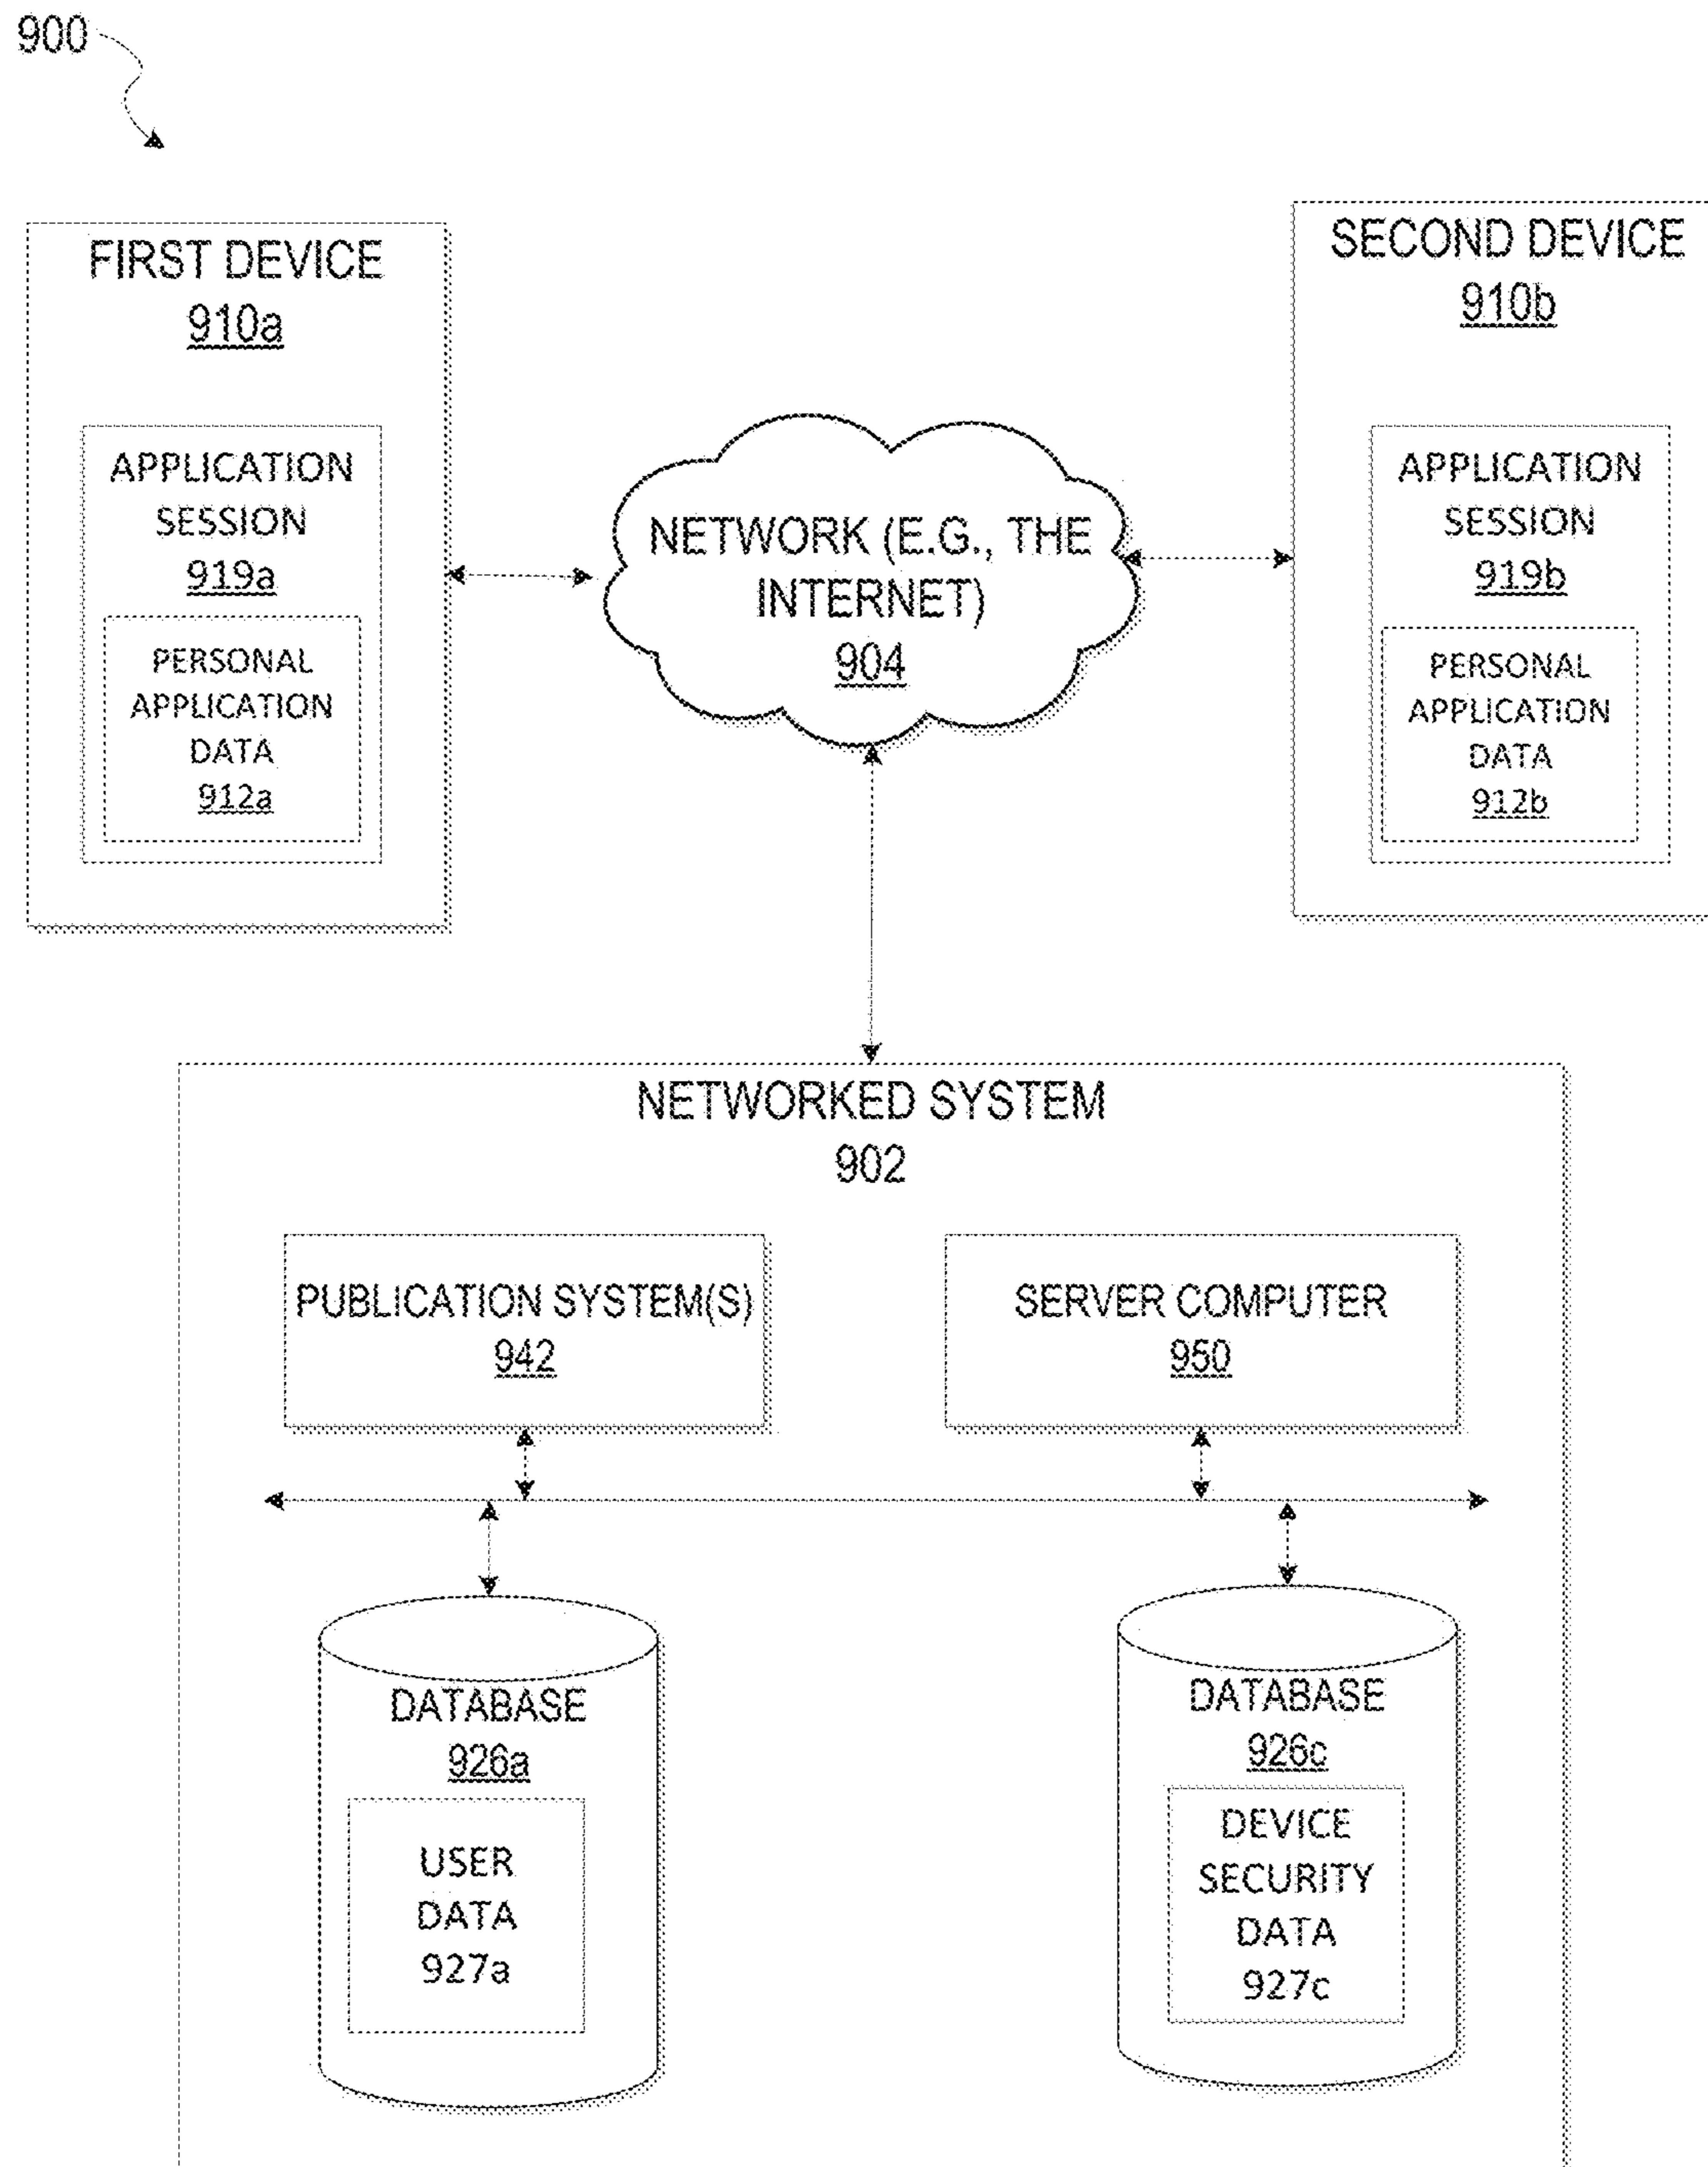 900
FIRST DEVICE
910a
APPLICATION
SESSION
919a
PERSONAL
APPLICATION
DATA
912a
NETWORK (E.G., THE
INTERNET)
904
SECOND DEVICE
910b
APPLICATION
SESSION
919b
PERSONAL
APPLICATION
DATA
912b
NETWORKED SYSTEM
902
PUBLICATION SYSTEM(S)
942
SERVER COMPUTER
950
DATABASE
926a
USER
DATA
927a
DATABASE
926c
DEVICE
SECURITY
DATA
927c